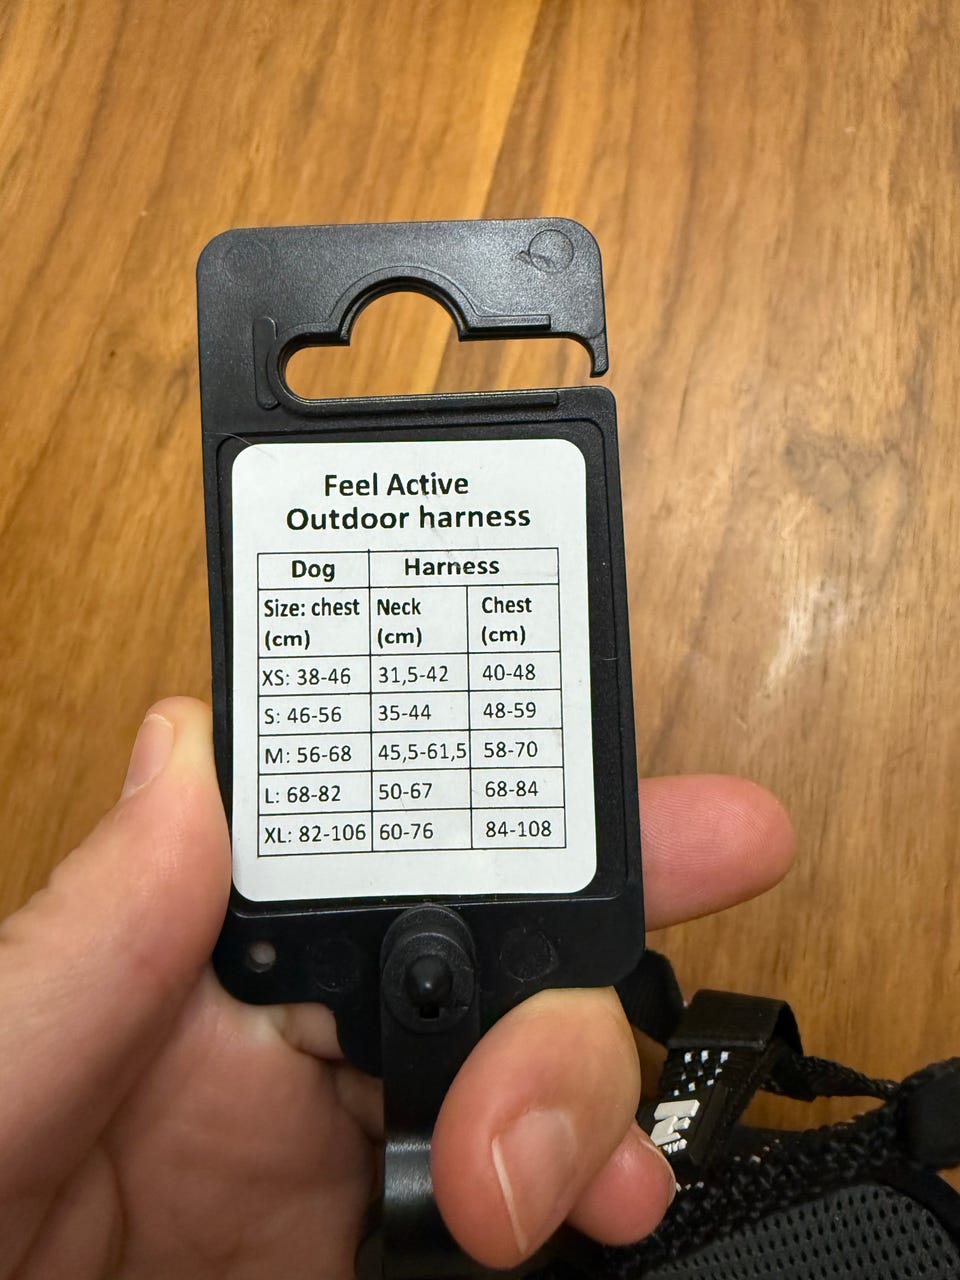 Feel Active
Outdoor harness
Dog Harness
Size: chest (cm) Neck (cm) Chest (cm)
XS: 38-46 31,5-42 40-48
S: 46-56 35-44 48-59
M: 56-68 45,5-61,5 58-70
L: 68-82 50-67 68-84
XL: 82-106 60-76 84-108